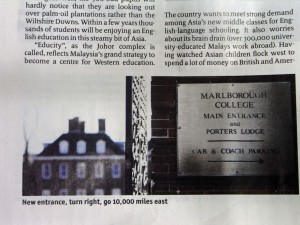 hardly notice that they are looking out
over palm-oil plantations rather than the
Wiltshire Downs. Within a few years thou-
sands of students will be enjoying an Eng-
lish education in this steamy bit of Asia.
"Educity", as the Johor complex is
called, reflects Malaysia's grand strategy to
become a centre for Western education.
The country wants to meet strong demand
among Asia's new middle classes for Eng-
lish-language schooling. It also worries
about its brain drain (over 300,000 univer-
sity-educated Malays work abroad). Hav-
ing watched Asian children flock west to
spend a lot of money on British and Amer-
MARLBOROUGH
COLLEGE
MAIN ENTRANCE
and
PORTERS LODGE
CAR & COACH PARKING
New entrance, turn right, go 10,000 miles east